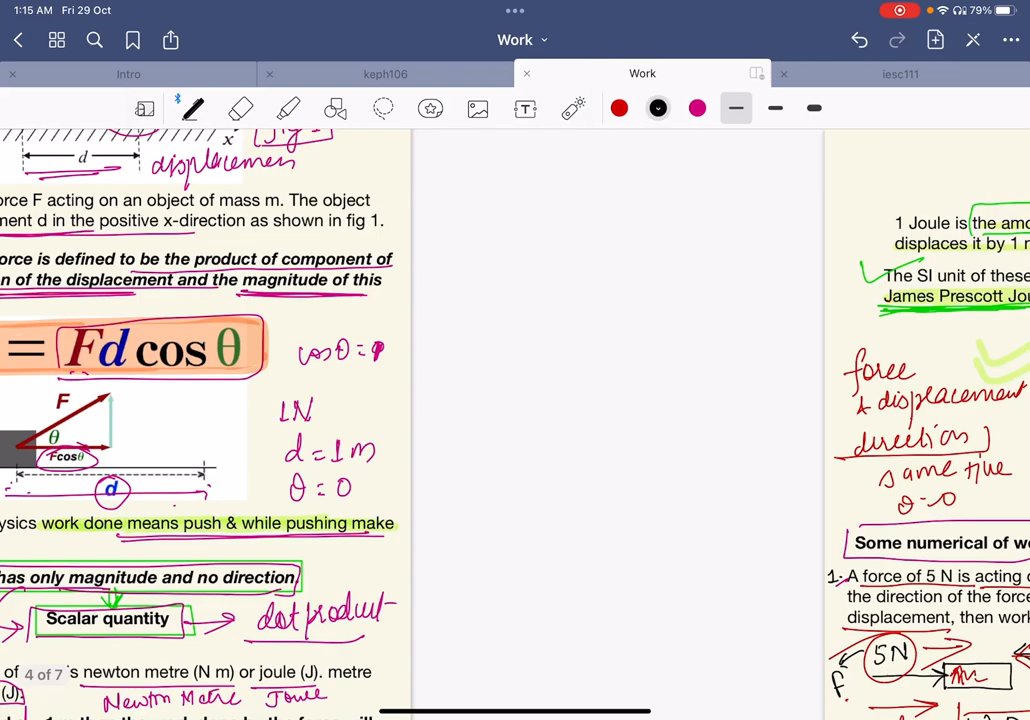 1:15 AM Fri 29 Oct
79%
Work
Intro
keph106
Work
iesc111
x
d
displacemen
orce F acting on an object of mass m. The object
ment d in the positive x-direction as shown in fig 1.
orce is defined to be the product of component of
n of the displacement and the magnitude of this
= Fd cos θ
cosθ =
F
θ
Fcosθ
d
1N
d = 1m
θ = 0
ysics work done means push & while pushing make
has only magnitude and no direction.
Scalar quantity
dot product
of 4 of 7 's newton metre (N m) or joule (J). metre
(J).
Newton Metre Joule
1 Joule is the amo
displaces it by 1 m
The SI unit of these
James Prescott Jou
force
& displacement
direction
same +ive
θ = 0
Some numerical of wo
1. A force of 5 N is acting o
the direction of the force
displacement, then work
5N
F
m